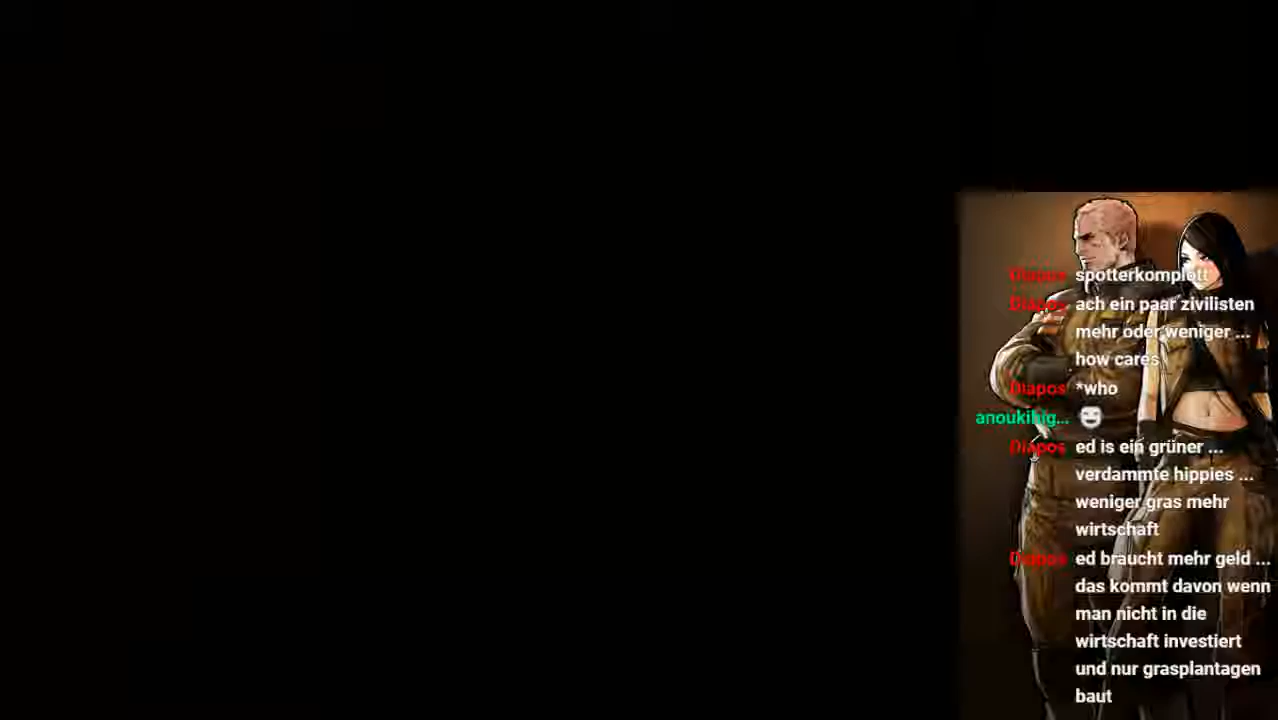 Diapos spotterkomplott
Diapos ach ein paar zivilisten
mehr oder weniger ...
how cares
Diapos *who
anoukibig...
Diapos ed is ein grüner ...
verdammte hippies ...
weniger gras mehr
wirtschaft
Diapos ed braucht mehr geld ...
das kommt davon wenn
man nicht in die
wirtschaft investiert
und nur grasplantagen
baut